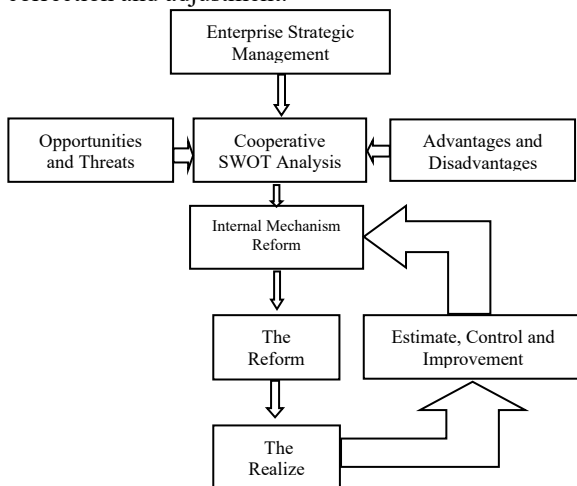 correction and adjustment.
Enterprise Strategic
Management
Opportunities
and Threats
Cooperative
SWOT Analysis
Advantages and
Disadvantages
Internal Mechanism
Reform
The
Reform
Estimate, Control and
Improvement
The
Realize